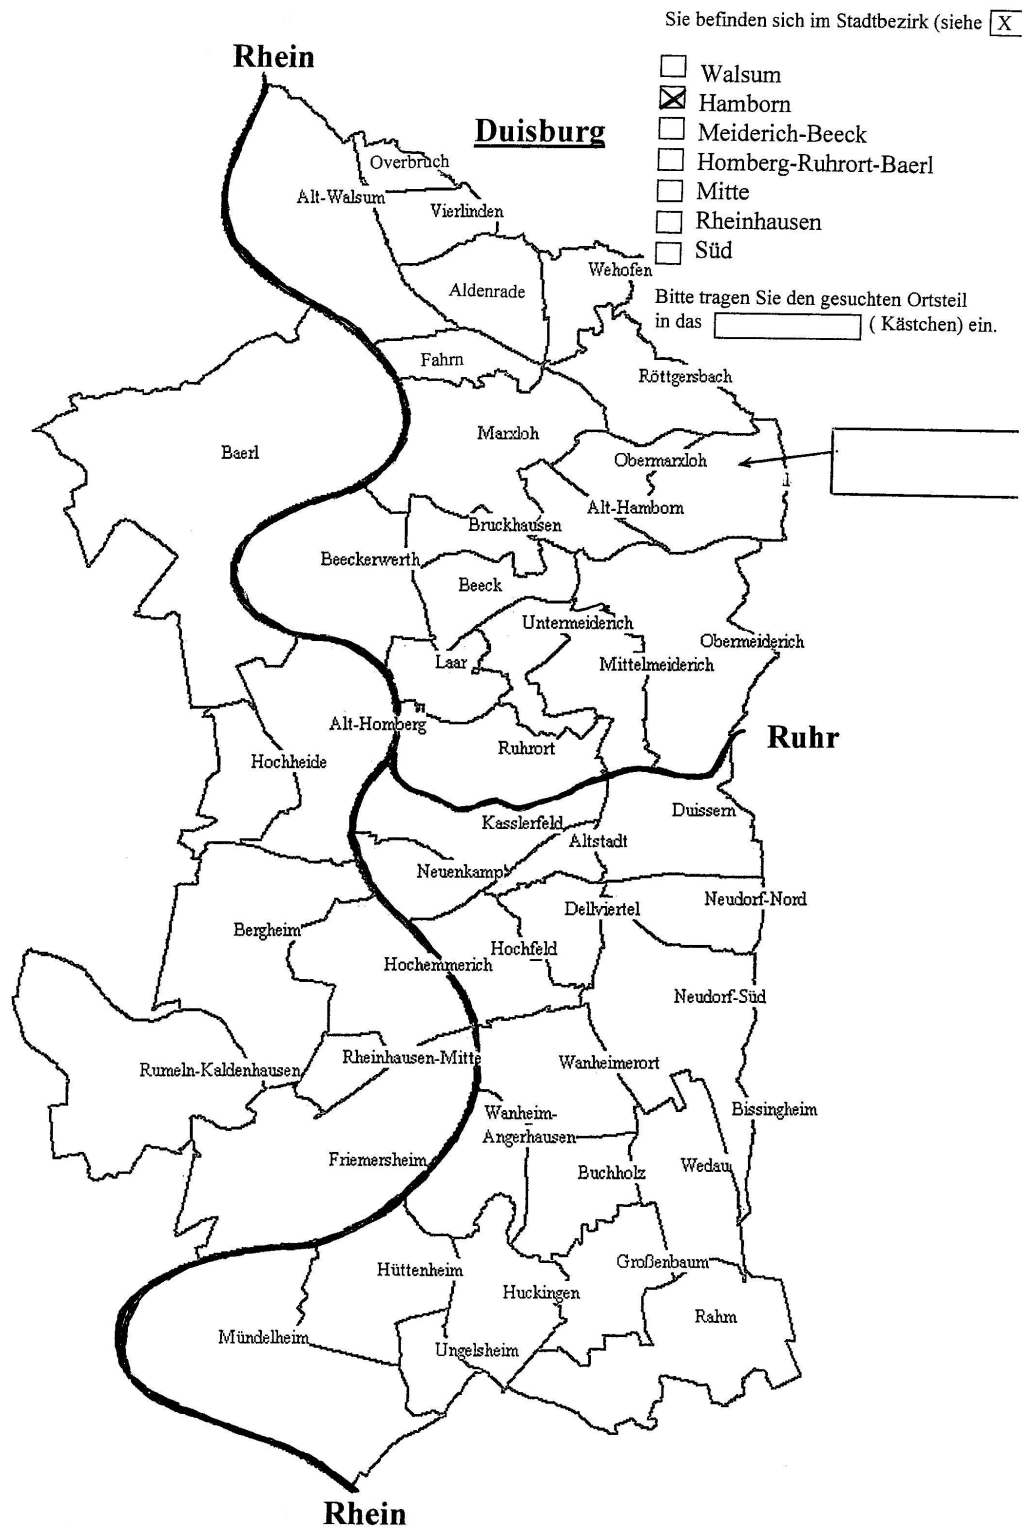 Sie befinden sich im Stadtbezirk (siehe X
Rhein
Walsum
Hamborn
Duisburg
Meiderich-Beeck
Overbruch
Homberg-Ruhrort-Baerl
Alt-Walsum
Mitte
Vierlinden
Rheinhausen
Süd
Wehofen
Aldenrade
Bitte tragen Sie den gesuchten Ortsteil
in das ( Kästchen) ein.
Fahrn
Röttgersbach
Marxloh
Baerl
Obermarxloh
Alt-Hamborn
Bruckhausen
Beeckerwerth
Beeck
Untermeiderich
Obermeiderich
Laar
Mittelmeiderich
Alt-Homberg
Ruhrort
Ruhr
Hochheide
Duissern
Kasslerfeld
Altstadt
Neuenkamp
Neudorf-Nord
Dellviertel
Bergheim
Hochfeld
Hochemmerich
Neudorf-Süd
Rheinhausen-Mitte
Wanheimerort
Rumeln-Kaldenhausen
Bissingheim
Wanheim-
Angerhausen
Friemersheim
Buchholz
Wedau
Großenbaum
Hüttenheim
Huckingen
Rahm
Mündelheim
Ungelsheim
Rhein